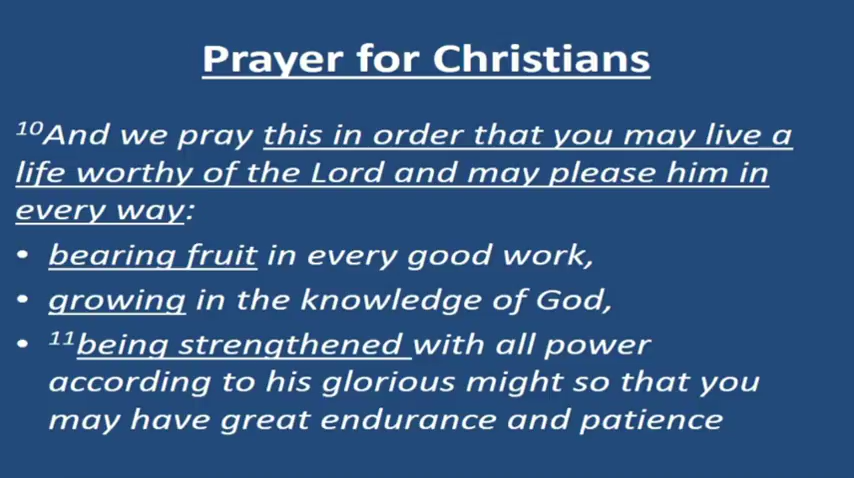 Prayer for Christians
¹⁰And we pray this in order that you may live a
life worthy of the Lord and may please him in
every way:
• bearing fruit in every good work,
• growing in the knowledge of God,
• ¹¹being strengthened with all power
according to his glorious might so that you
may have great endurance and patience